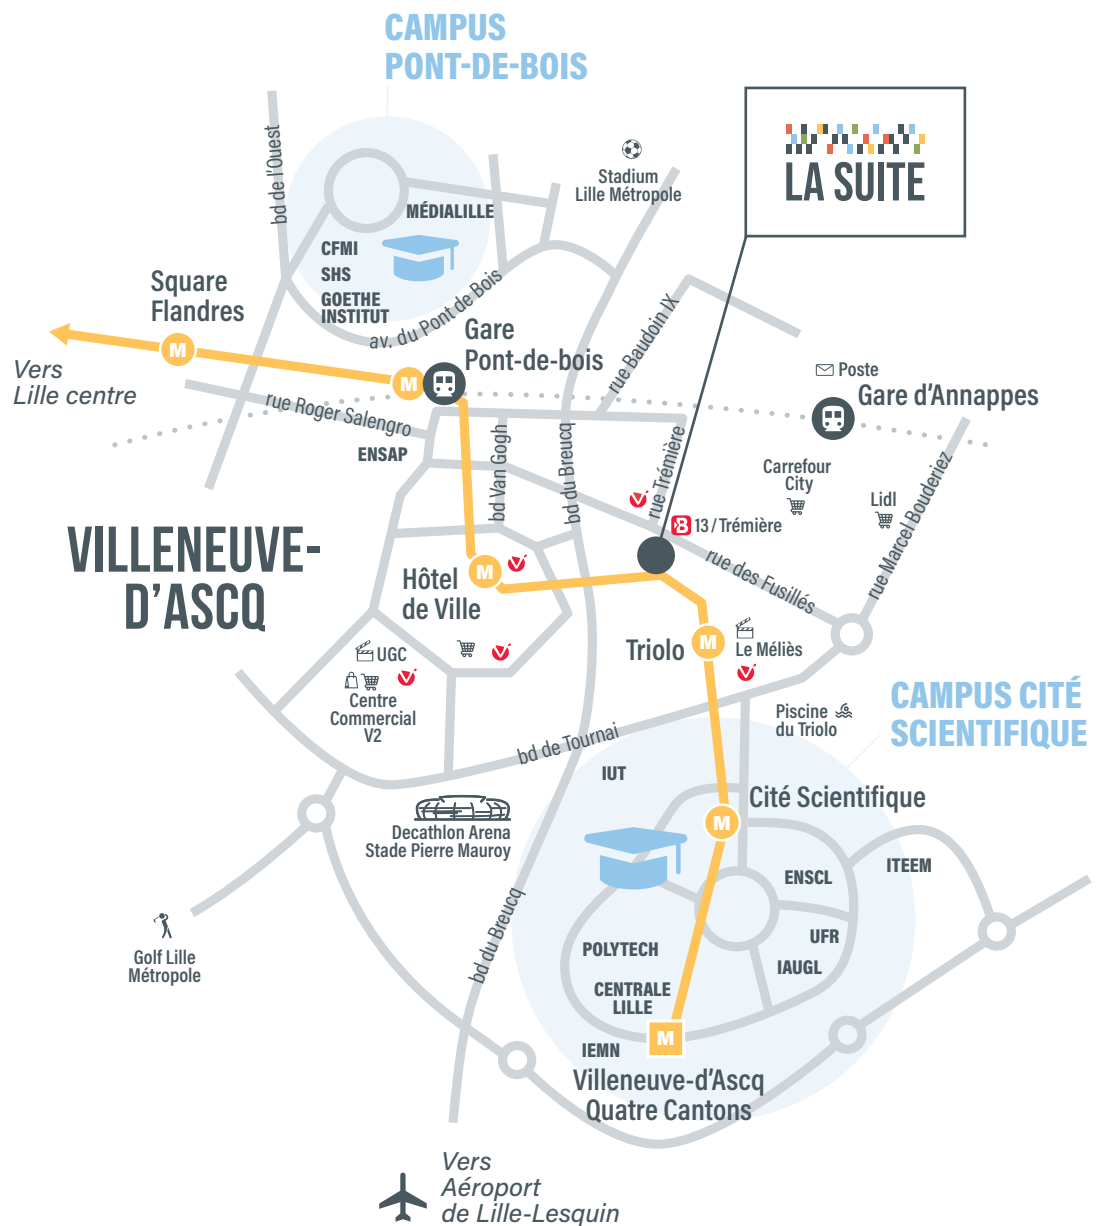 CAMPUS
PONT-DE-BOIS
LA SUITE
bd de l'Ouest
Stadium
Lille Métropole
MÉDIALILLE
CFMI
SHS
GOETHE
INSTITUT
av. du Pont de Bois
Square
Flandres
M
Vers
Lille centre
Gare
Pont-de-bois
M
rue Baudoin IX
Poste
Gare d'Annappes
rue Roger Salengro
ENSAP
bd Van Gogh
bd du Breucq
rue Trémière
Carrefour
City
Lidl
rue Marcel Bouderiez
13 / Trémière
rue des Fusillés
VILLENEUVE-
D'ASCQ
Hôtel
de Ville
M
Triolo
M
Le Méliès
UGC
Centre
Commercial
V2
CAMPUS CITÉ
SCIENTIFIQUE
Piscine
du Triolo
bd de Tournai
IUT
Cité Scientifique
M
Decathlon Arena
Stade Pierre Mauroy
ENSCL
ITEEM
UFR
IAUGL
POLYTECH
CENTRALE
LILLE
bd du Breucq
Golf Lille
Métropole
IEMN
M
Villeneuve-d'Ascq
Quatre Cantons
Vers
Aéroport
de Lille-Lesquin